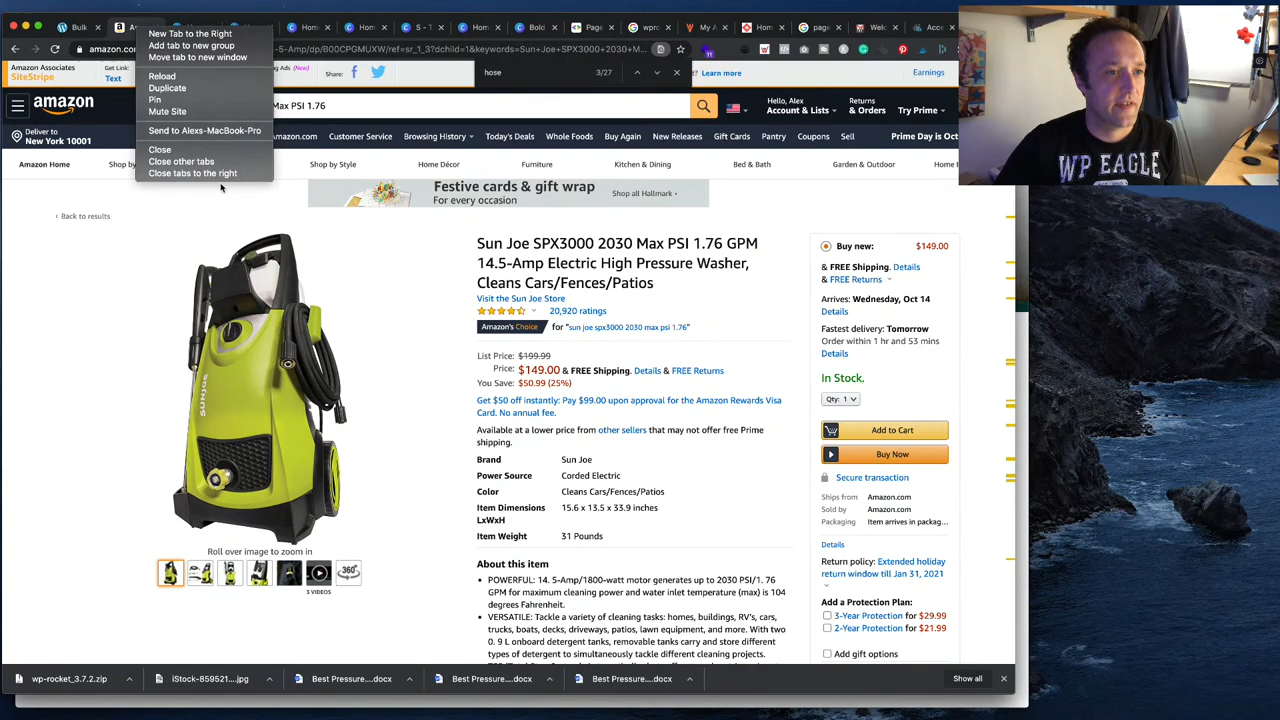 Bulk
New Tab to the Right
Add tab to new group
Move tab to new window
Reload
Duplicate
Pin
Mute Site
Send to Alexs-MacBook-Pro
Close
Close other tabs
Close tabs to the right
Home
Alex
S - T
C
Bold
Page
wpro
My A
Home
page
amazon.com
-5-Amp/dp/B00CPGMUXW/ref=sr_1_3?dchild=1&keywords=Sun+Joe+SPX3000+2030+M...
Amazon Associates
SiteStripe
Get Link:
Text
Share:
hose
3/27
Learn more
Earnings
amazon
Max PSI 1.76
Hello, Alex
Account & Lists
Returns
& Orders
Try Prime
Deliver to
New York 10001
Customer Service
Browsing History
Today's Deals
Whole Foods
Buy Again
New Releases
Gift Cards
Pantry
Coupons
Sell
Prime Day is Oct
Amazon Home
Shop by Style
Home Décor
Furniture
Kitchen & Dining
Bed & Bath
Garden & Outdoor
WP EAGLE
Festive cards & gift wrap
For every occasion
Shop all Hallmark ›
‹ Back to results
SUNJOE
Roll over image to zoom in
3 VIDEOS
360°
Sun Joe SPX3000 2030 Max PSI 1.76 GPM
14.5-Amp Electric High Pressure Washer,
Cleans Cars/Fences/Patios
Visit the Sun Joe Store
20,920 ratings
Amazon's Choice for "sun joe spx3000 2030 max psi 1.76"
List Price: $199.99
Price: $149.00 & FREE Shipping. Details & FREE Returns
You Save: $50.99 (25%)
Get $50 off instantly: Pay $99.00 upon approval for the Amazon Rewards Visa
Card. No annual fee.
Available at a lower price from other sellers that may not offer free Prime
shipping.
Brand Sun Joe
Power Source Corded Electric
Color Cleans Cars/Fences/Patios
Item Dimensions 15.6 x 13.5 x 33.9 inches
LxWxH
Item Weight 31 Pounds
About this item
• POWERFUL: 14. 5-Amp/1800-watt motor generates up to 2030 PSI/1. 76
GPM for maximum cleaning power and water inlet temperature (max) is 104
degrees Fahrenheit.
• VERSATILE: Tackle a variety of cleaning tasks: homes, buildings, RV's, cars,
trucks, boats, decks, driveways, patios, lawn equipment, and more. With two
0. 9 L onboard detergent tanks, removable tanks carry and store different
types of detergent to simultaneously tackle different cleaning projects.
Buy new: $149.00
& FREE Shipping. Details
& FREE Returns
Arrives: Wednesday, Oct 14
Details
Fastest delivery: Tomorrow
Order within 1 hr and 53 mins
Details
In Stock.
Qty: 1
Add to Cart
Buy Now
Secure transaction
Ships from Amazon.com
Sold by Amazon.com
Packaging Item arrives in packag...
Details
Return policy: Extended holiday
return window till Jan 31, 2021
Add a Protection Plan:
3-Year Protection for $29.99
2-Year Protection for $21.99
Add gift options
wp-rocket_3.7.2.zip
iStock-859521....jpg
Best Pressure....docx
Best Pressure....docx
Best Pressure....docx
Show all